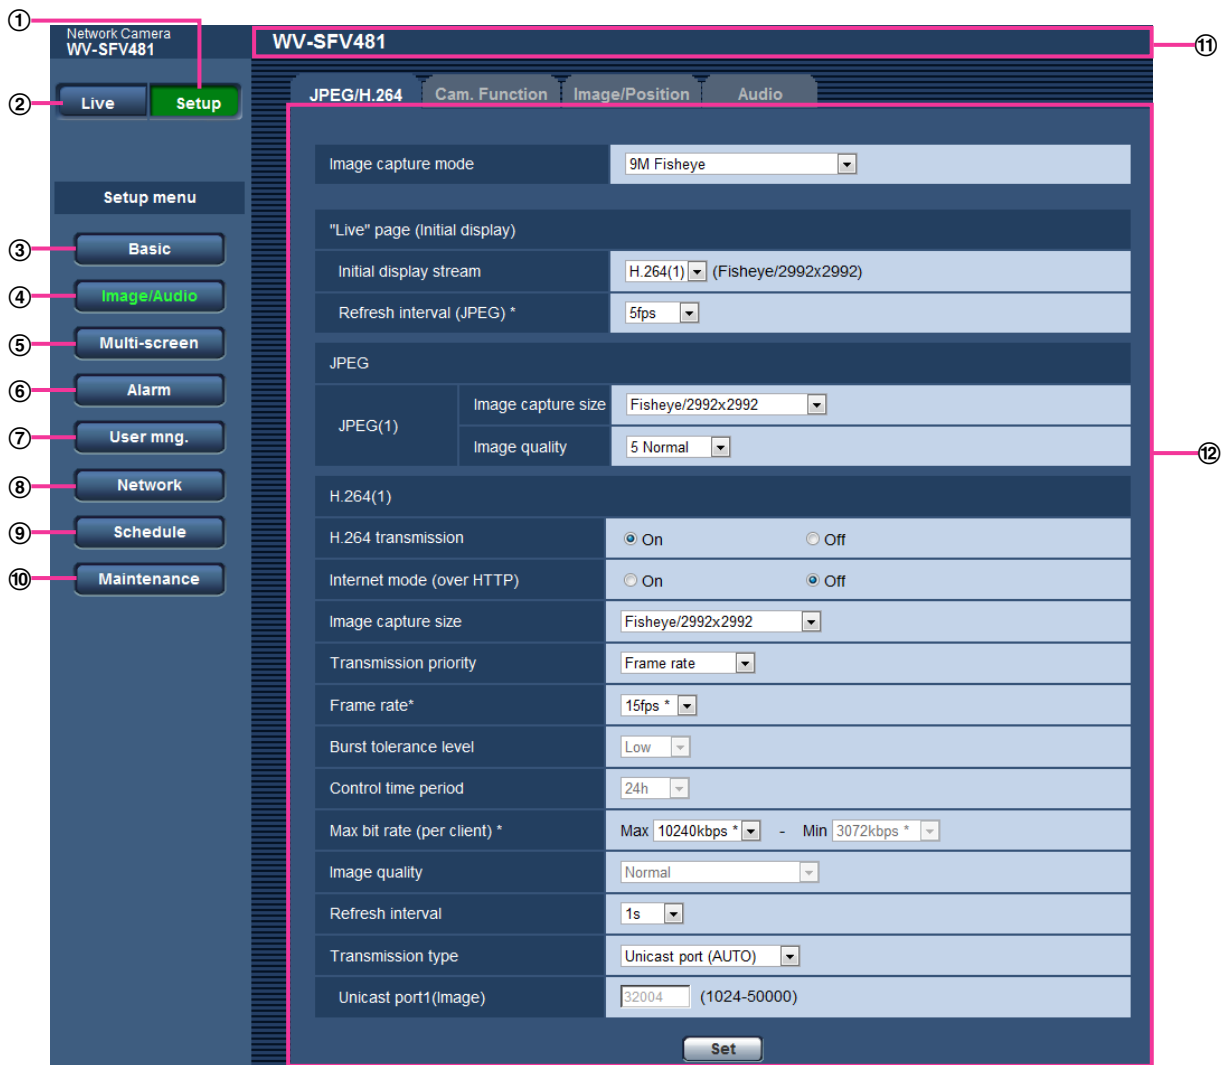 ①
Network Camera
WV-SFV481
WV-SFV481
⑪
② Live Setup
JPEG/H.264 Cam. Function Image/Position Audio
Image capture mode 9M Fisheye
Setup menu
"Live" page (Initial display)
③ Basic
Initial display stream H.264(1) (Fisheye/2992x2992)
④ Image/Audio
Refresh interval (JPEG) * 5fps
⑤ Multi-screen
JPEG
⑥ Alarm
JPEG(1) Image capture size Fisheye/2992x2992
⑦ User mng.
Image quality 5 Normal
⑫
⑧ Network
H.264(1)
⑨ Schedule
H.264 transmission On Off
⑩ Maintenance
Internet mode (over HTTP) On Off
Image capture size Fisheye/2992x2992
Transmission priority Frame rate
Frame rate* 15fps *
Burst tolerance level Low
Control time period 24h
Max bit rate (per client) * Max 10240kbps * - Min 3072kbps *
Image quality Normal
Refresh interval 1s
Transmission type Unicast port (AUTO)
Unicast port1(Image) 32004 (1024-50000)
Set